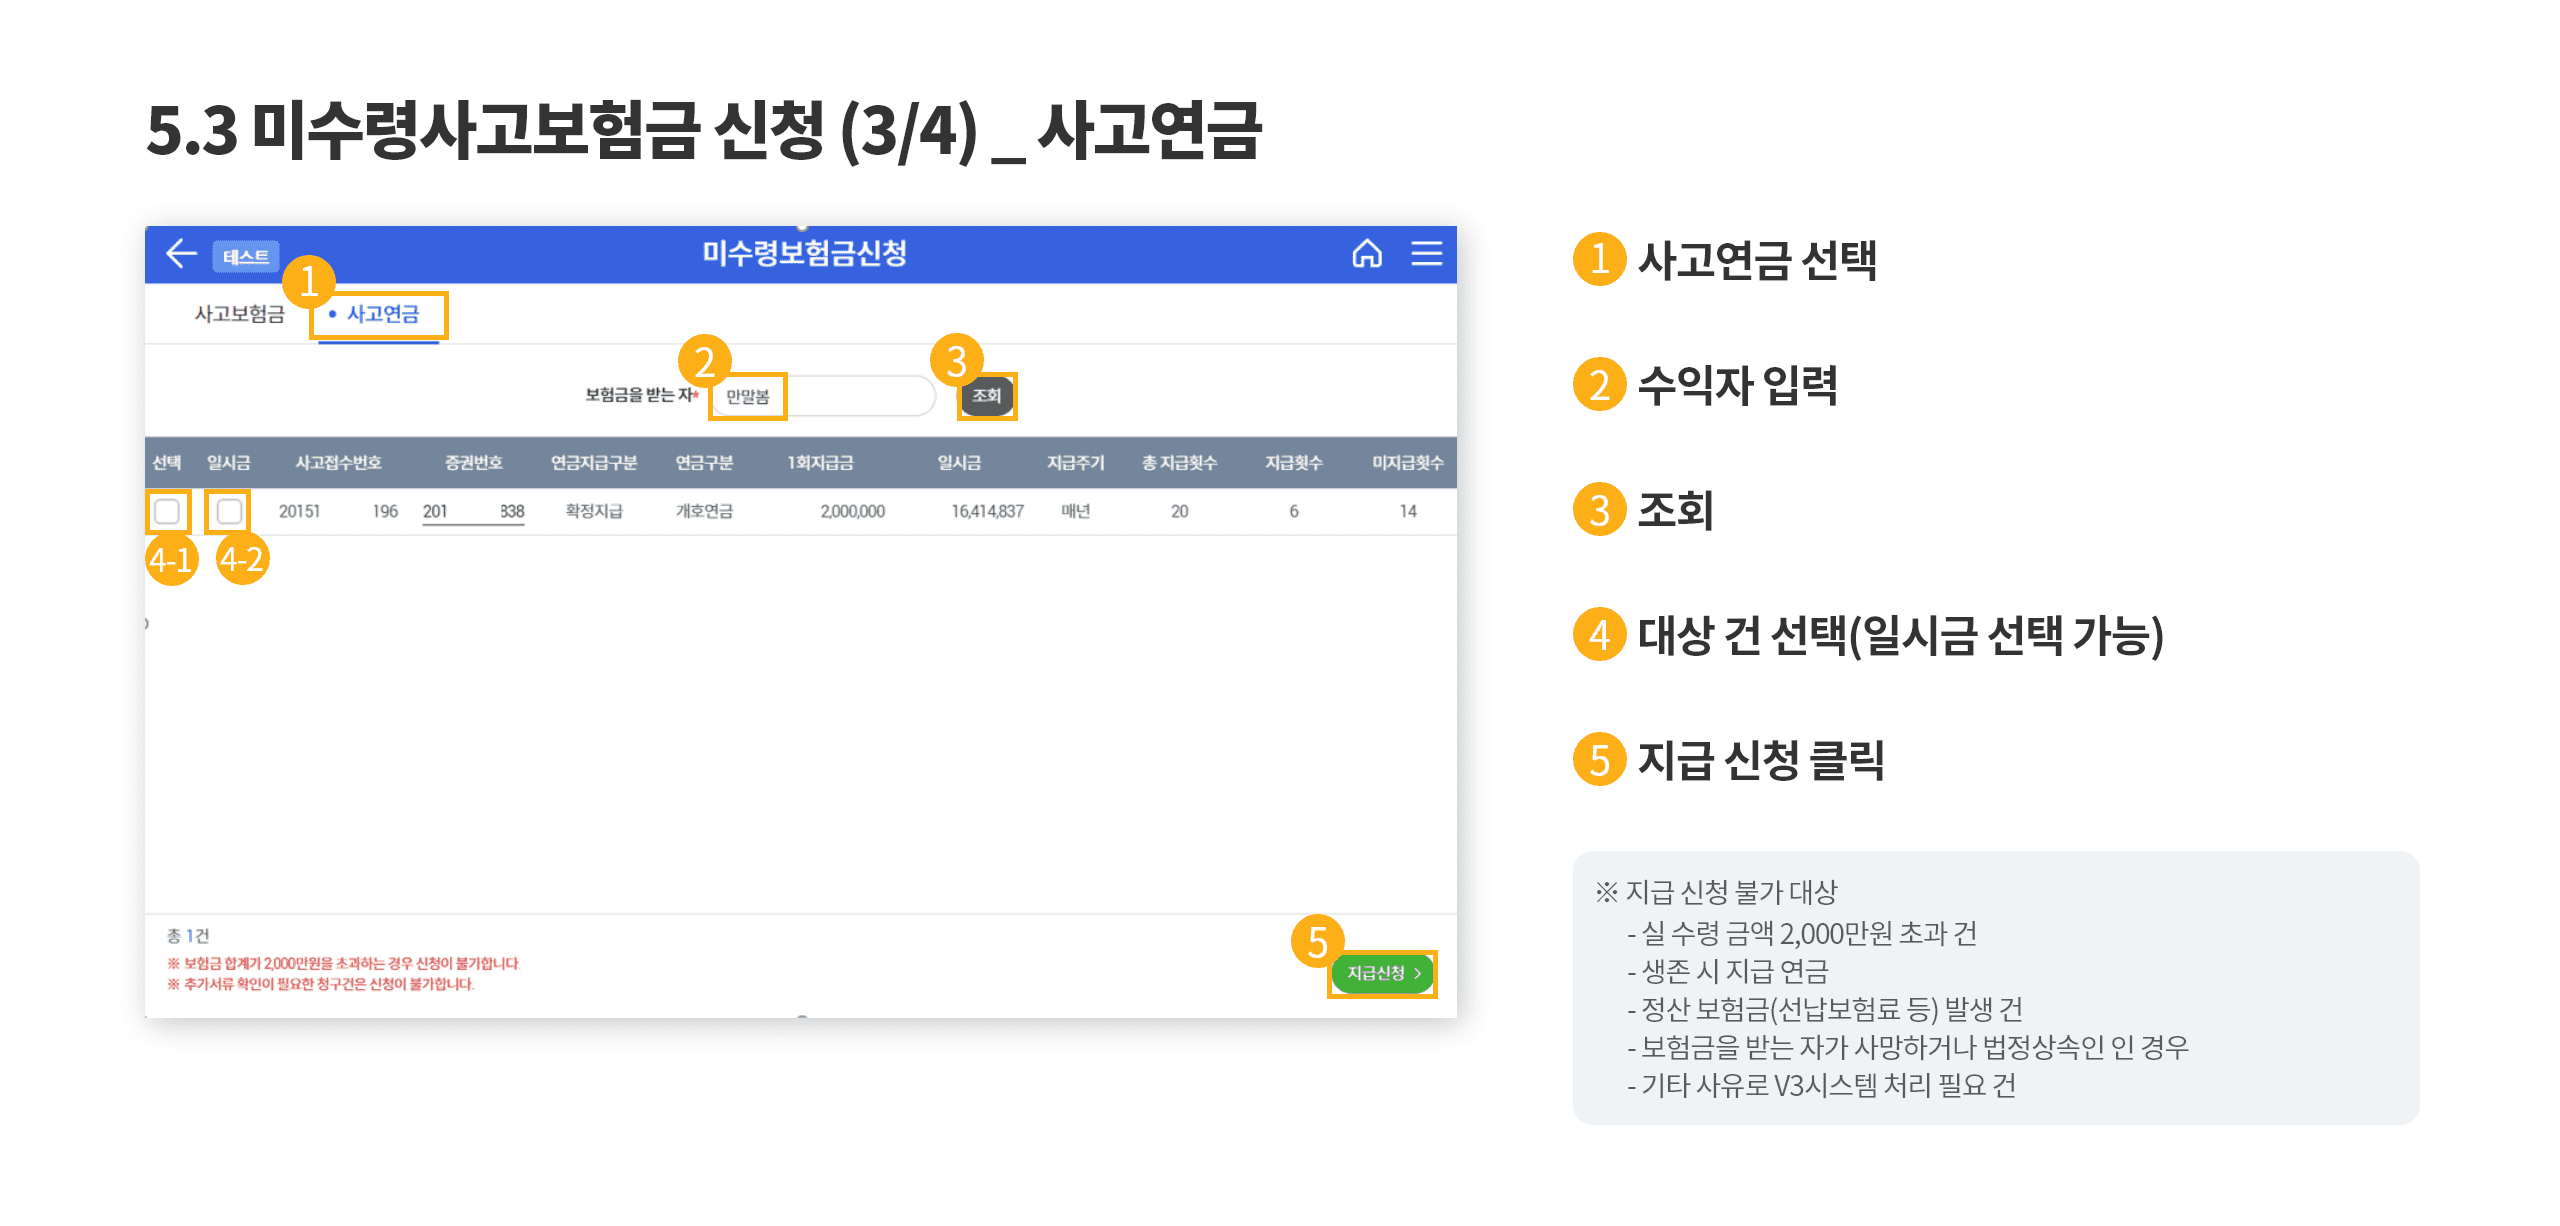 5.3 미수령사고보험금 신청 (3/4) _ 사고연금
테스트
미수령보험금신청
1
사고보험금
• 사고연금
2
3
보험금을 받는 자*
만말봄
조회
선택 일시금 사고접수번호 증권번호 연금지급구분 연금구분 1회지급금 일시금 지급주기 총 지급횟수 지급횟수 미지급횟수
20151 196 201 838 확정지급 개호연금 2,000,000 16,414,837 매년 20 6 14
4-1 4-2
총 1건
※ 보험금 합계기 2,000만원을 초과하는 경우 신청이 불가합니다.
※ 추가서류 확인이 필요한 청구건은 신청이 불가합니다.
5
지급신청 >
1 사고연금 선택
2 수익자 입력
3 조회
4 대상 건 선택(일시금 선택 가능)
5 지급 신청 클릭
※ 지급 신청 불가 대상
- 실 수령 금액 2,000만원 초과 건
- 생존 시 지급 연금
- 정산 보험금(선납보험료 등) 발생 건
- 보험금을 받는 자가 사망하거나 법정상속인 인 경우
- 기타 사유로 V3시스템 처리 필요 건